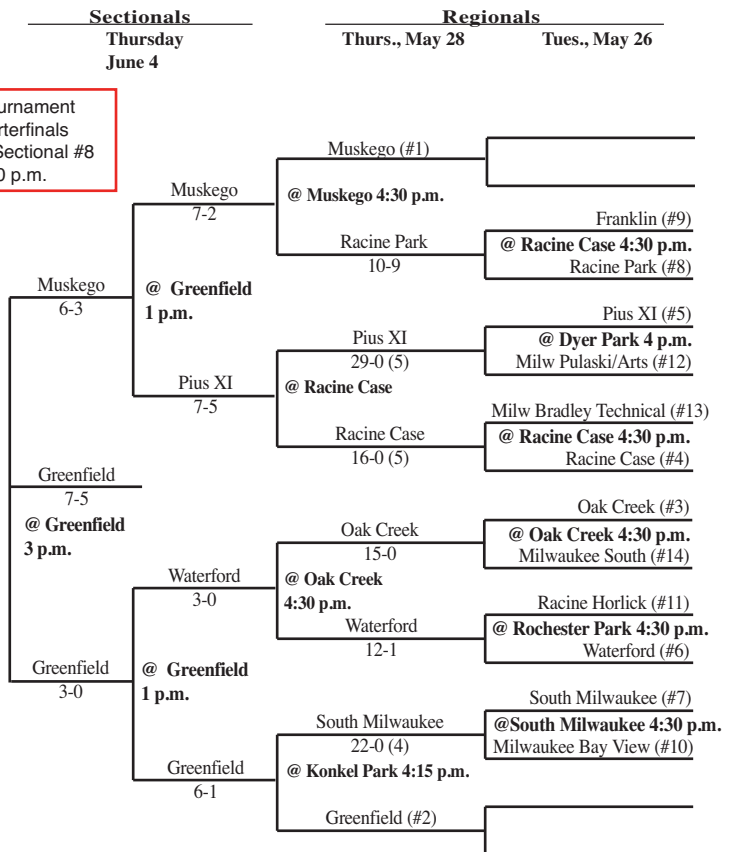 Sectionals
Regionals
Thursday
June 4
Thurs., May 28
Tues., May 26
Sectional #8
p.m.
Muskego (#1)
Muskego
7-2
@ Muskego 4:30 p.m.
Franklin (#9)
@ Racine Case 4:30 p.m.
Racine Park (#8)
Racine Park
10-9
Muskego
6-3
@ Greenfield
1 p.m.
Pius XI (#5)
@ Dyer Park 4 p.m.
Milw Pulaski/Arts (#12)
Pius XI
29-0 (5)
Pius XI
7-5
@ Racine Case
Milw Bradley Technical (#13)
@ Racine Case 4:30 p.m.
Racine Case (#4)
Racine Case
16-0 (5)
Greenfield
7-5
@ Greenfield
3 p.m.
Oak Creek (#3)
@ Oak Creek 4:30 p.m.
Milwaukee South (#14)
Oak Creek
15-0
Waterford
3-0
@ Oak Creek
4:30 p.m.
Racine Horlick (#11)
@ Rochester Park 4:30 p.m.
Waterford (#6)
Waterford
12-1
Greenfield
3-0
@ Greenfield
1 p.m.
South Milwaukee (#7)
@South Milwaukee 4:30 p.m.
Milwaukee Bay View (#10)
South Milwaukee
22-0 (4)
Greenfield
6-1
@ Konkel Park 4:15 p.m.
Greenfield (#2)